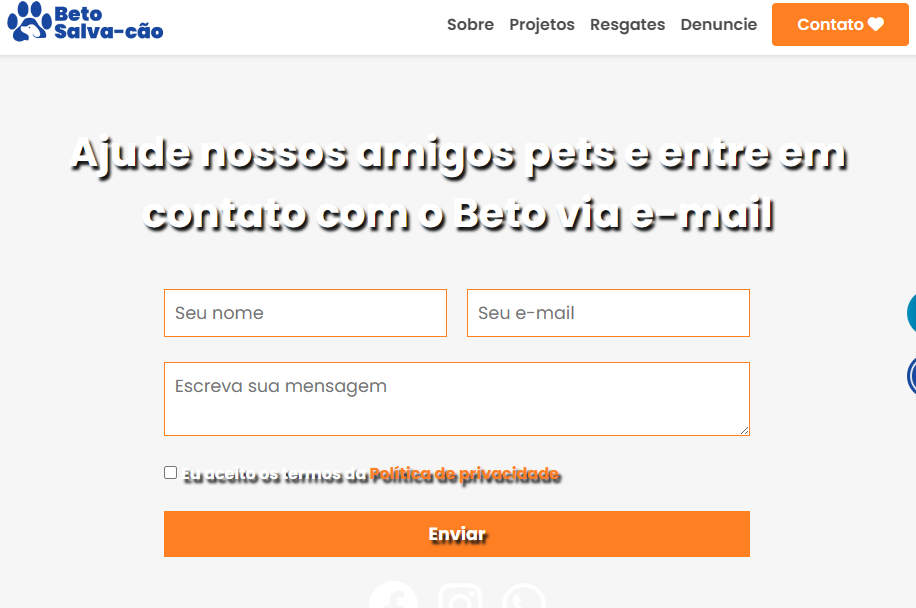 Beto
Salva-cão
Sobre Projetos Resgates Denuncie Contato
Ajude nossos amigos pets e entre em
contato com o Beto via e-mail
Seu nome
Seu e-mail
Escreva sua mensagem
Eu aceito os termos da Política de privacidade
Enviar